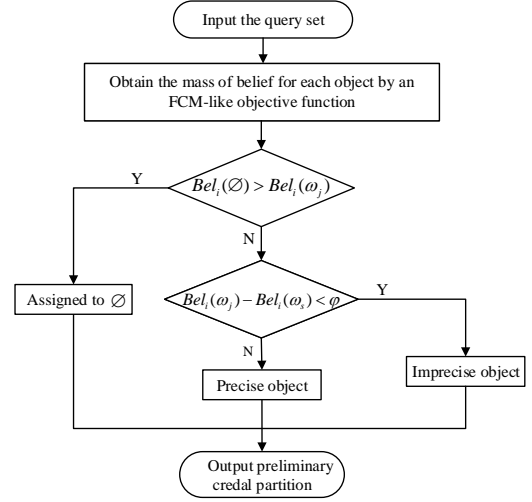 Input the query set
Obtain the mass of belief for each object by an
FCM-like objective function
Bel_i(∅) > Bel_i(ω_j)
Y
N
Assigned to ∅
Bel_i(ω_j) − Bel_i(ω_s) < φ
Y
N
Precise object
Imprecise object
Output preliminary
credal partition